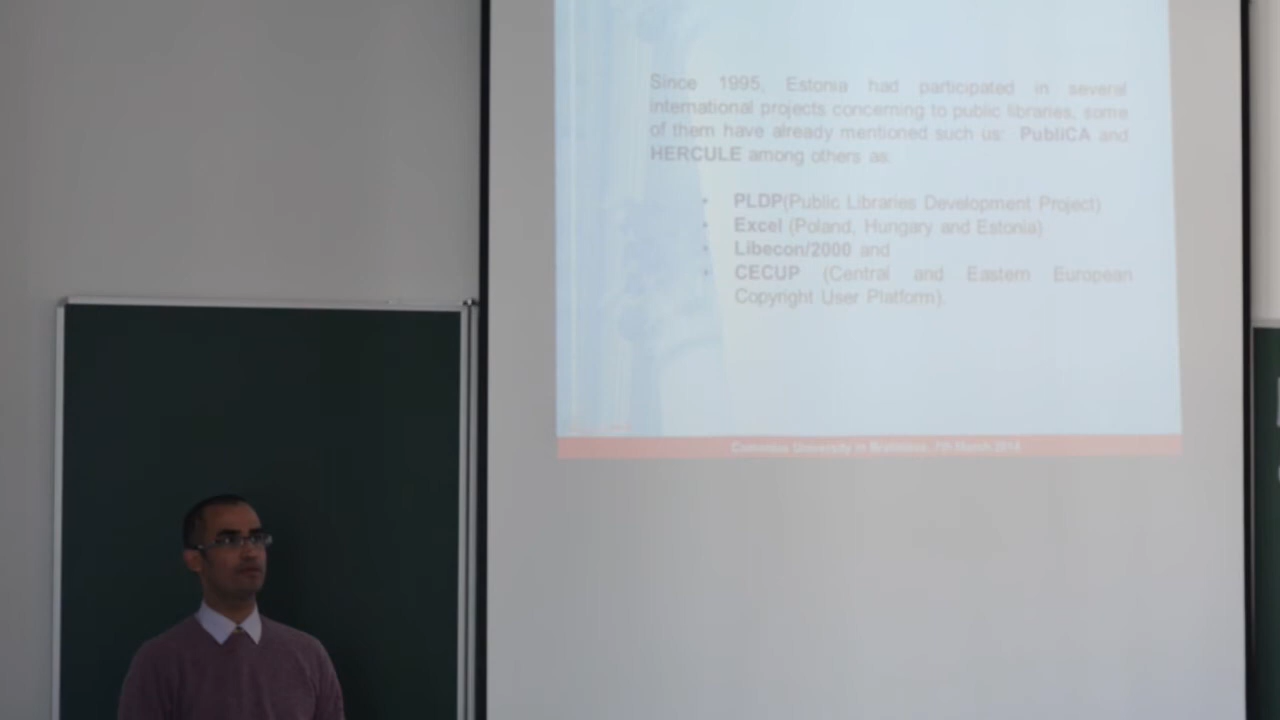 Since 1995, Estonia had participated in several
international projects concerning to public libraries, some
of them have already mentioned such us: PubliCA and
HERCULE among others as:
• PLDP(Public Libraries Development Project)
• Excel (Poland, Hungary and Estonia)
• Libecon/2000 and
• CECUP (Central and Eastern European
Copyright User Platform).
Comenius University in Bratislava, 7th March 2014